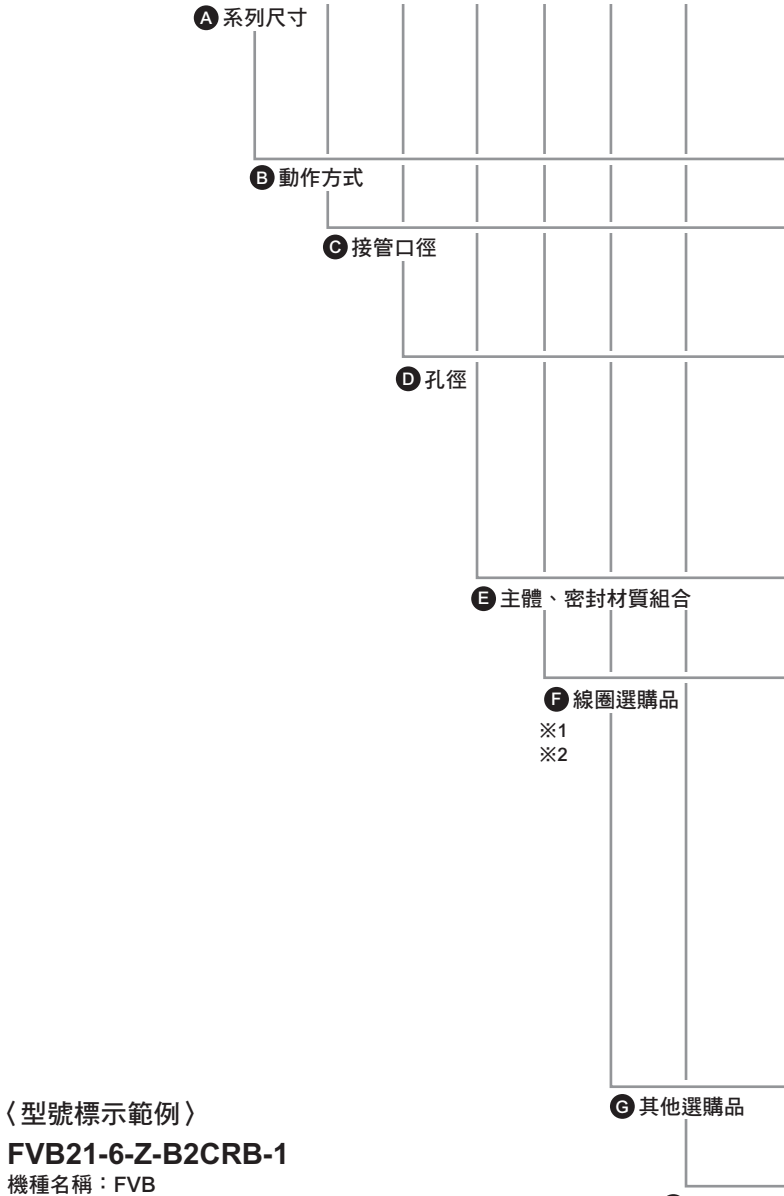 A 系列尺寸
B 動作方式
C 接管口徑
D 孔徑
E 主體、密封材質組合
F 線圈選購品
※1
※2
G 其他選購品
〈型號標示範例〉
FVB21-6-Z-B2CRB-1
機種名稱：FVB